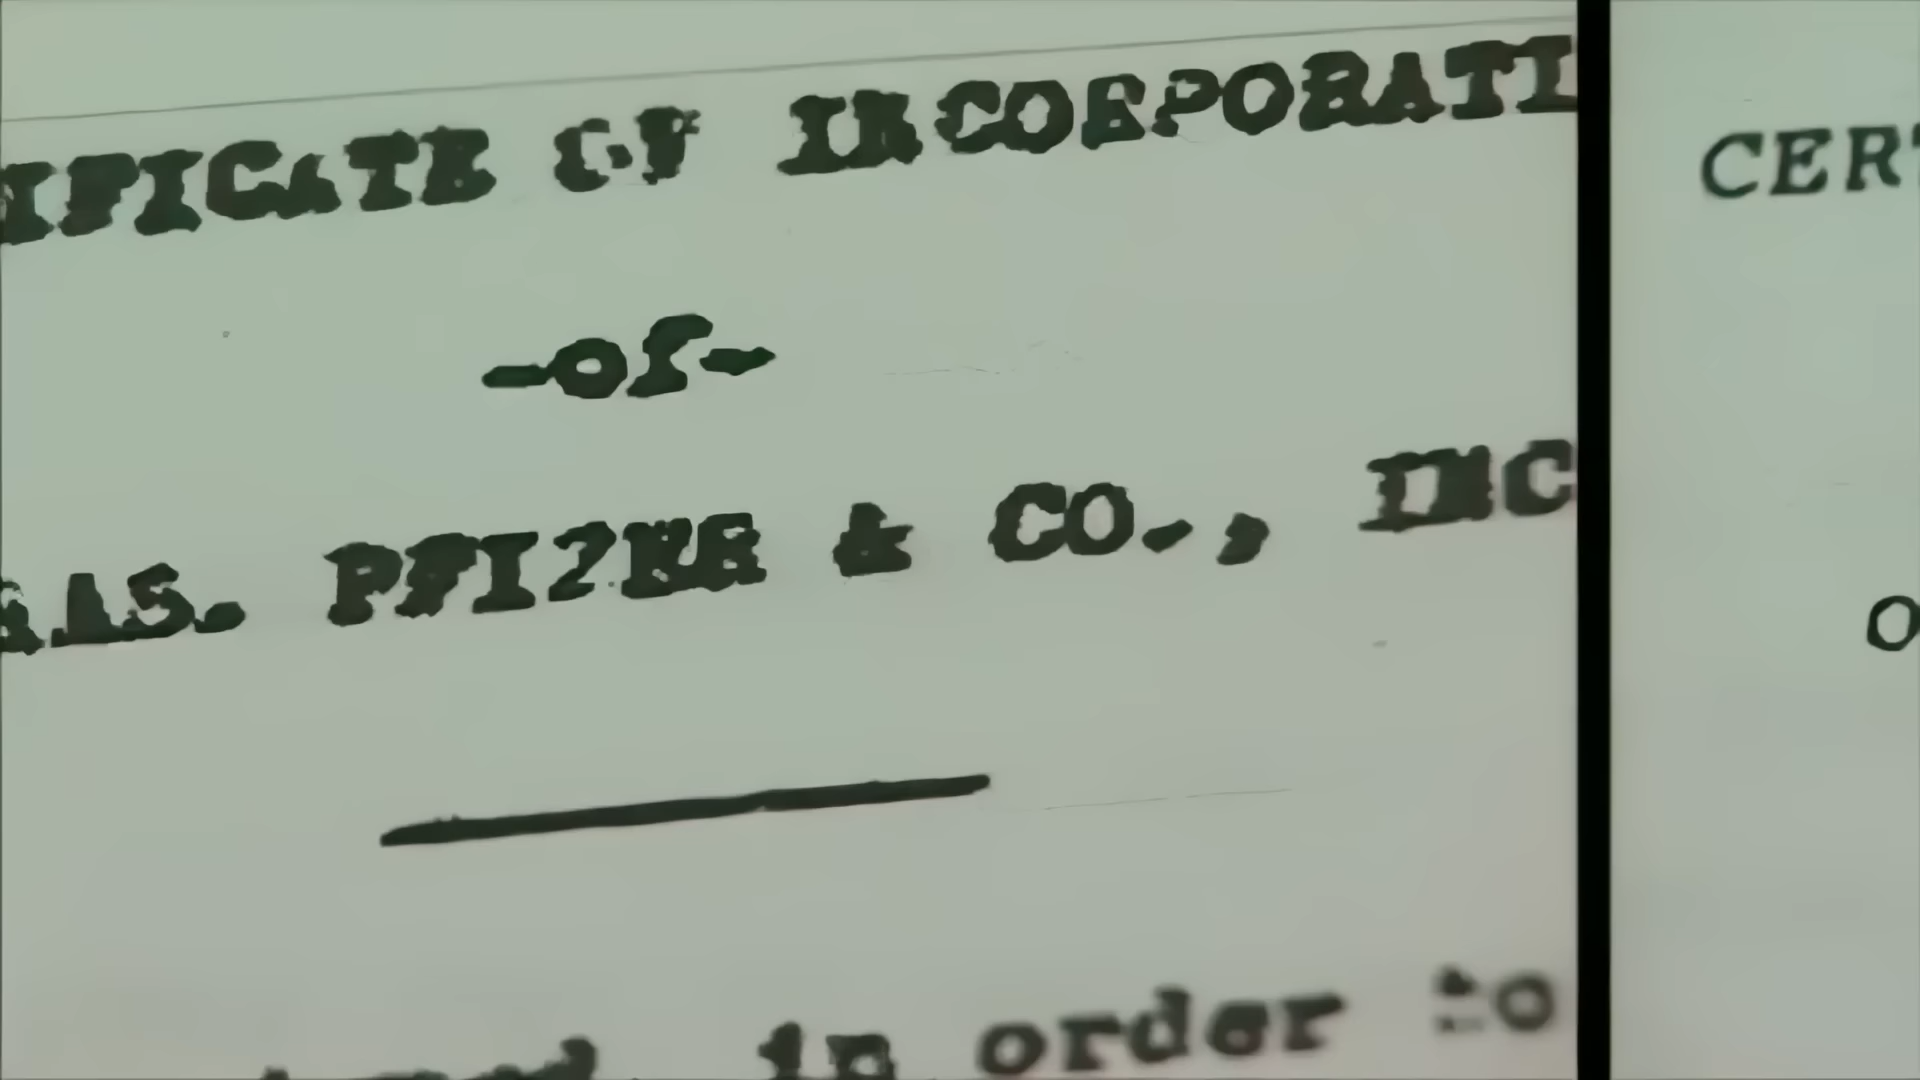 IFICATE OF INCORPORATI
-of-
AS. PFIZER & CO., INC
in order to
CERT
O